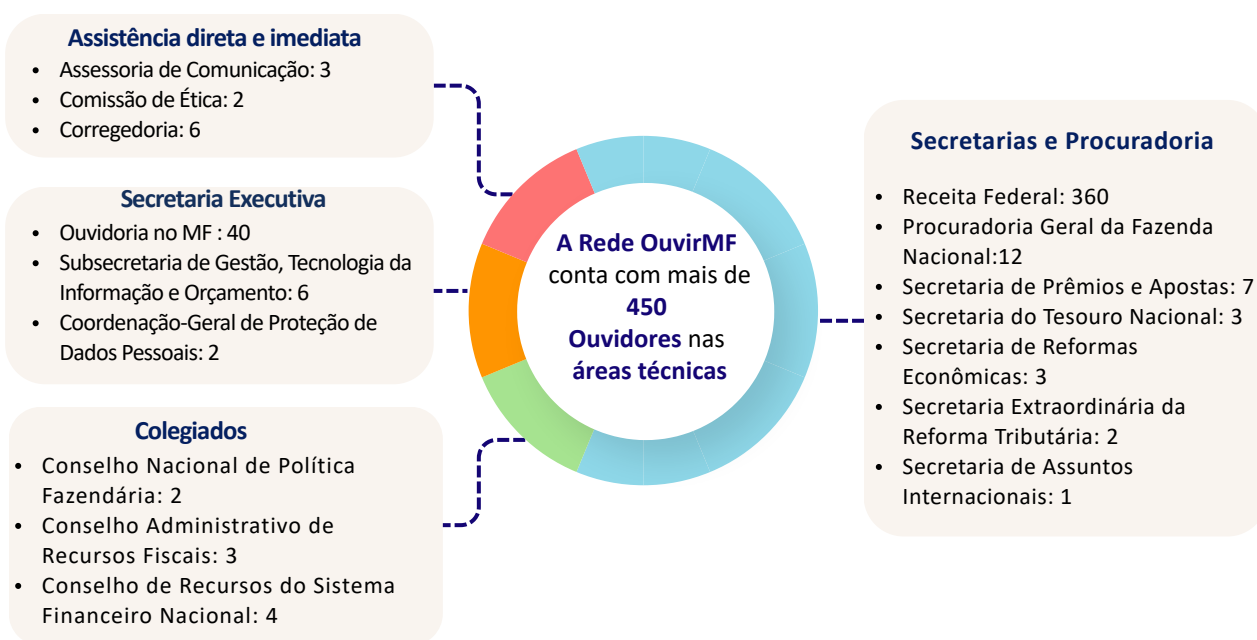 Assistência direta e imediata
• Assessoria de Comunicação: 3
• Comissão de Ética: 2
• Corregedoria: 6
Secretaria Executiva
• Ouvidoria no MF : 40
• Subsecretaria de Gestão, Tecnologia da
Informação e Orçamento: 6
• Coordenação-Geral de Proteção de
Dados Pessoais: 2
Colegiados
• Conselho Nacional de Política
Fazendária: 2
• Conselho Administrativo de
Recursos Fiscais: 3
• Conselho de Recursos do Sistema
Financeiro Nacional: 4
A Rede OuvirMF
conta com mais de
450
Ouvidores nas
áreas técnicas
Secretarias e Procuradoria
• Receita Federal: 360
• Procuradoria Geral da Fazenda
Nacional:12
• Secretaria de Prêmios e Apostas: 7
• Secretaria do Tesouro Nacional: 3
• Secretaria de Reformas
Econômicas: 3
• Secretaria Extraordinária da
Reforma Tributária: 2
• Secretaria de Assuntos
Internacionais: 1